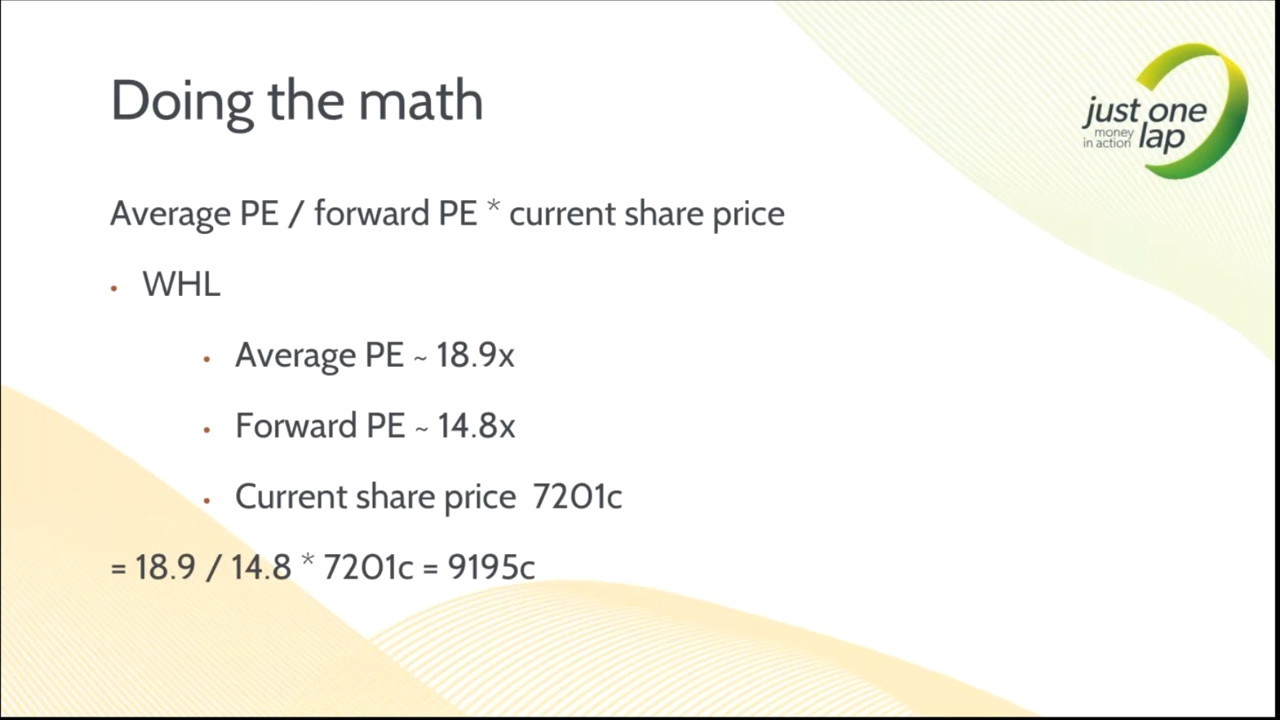 Doing the math
just one
money
in action lap
Average PE / forward PE * current share price
• WHL
• Average PE ~ 18.9x
• Forward PE ~ 14.8x
• Current share price 7201c
= 18.9 / 14.8 * 7201c = 9195c